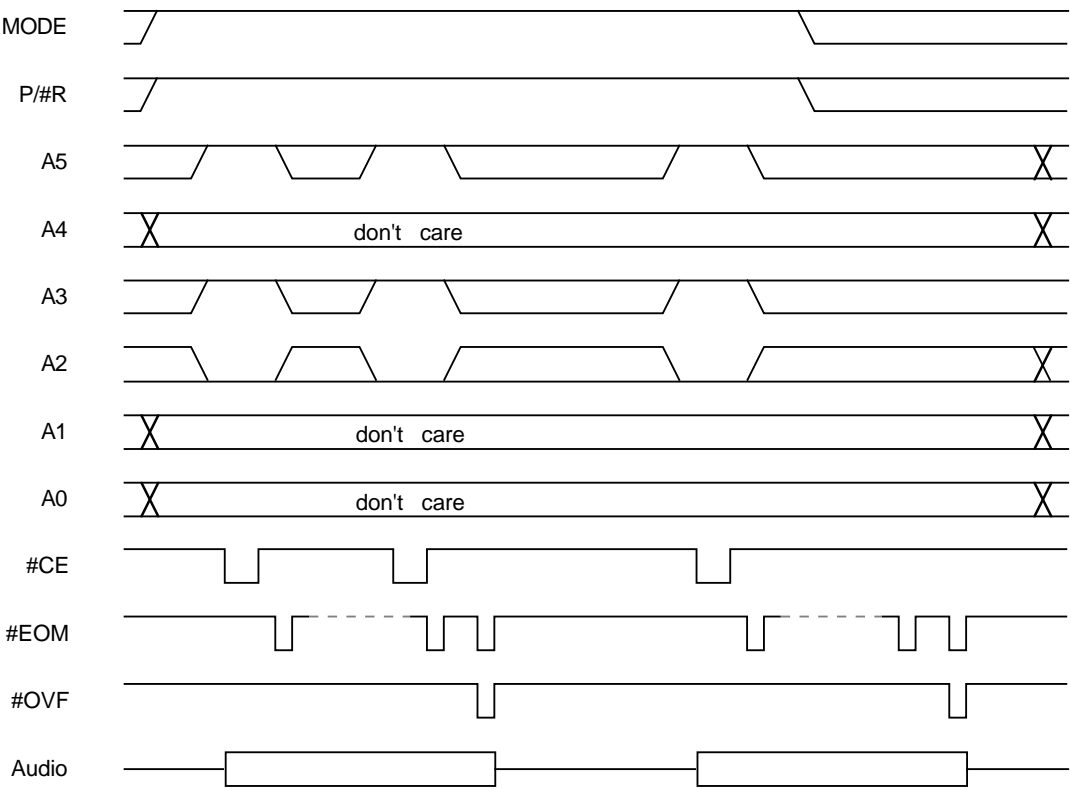 MODE
P/#R
A5
A4 don't care
A3
A2
A1 don't care
A0 don't care
#CE
#EOM
#OVF
Audio